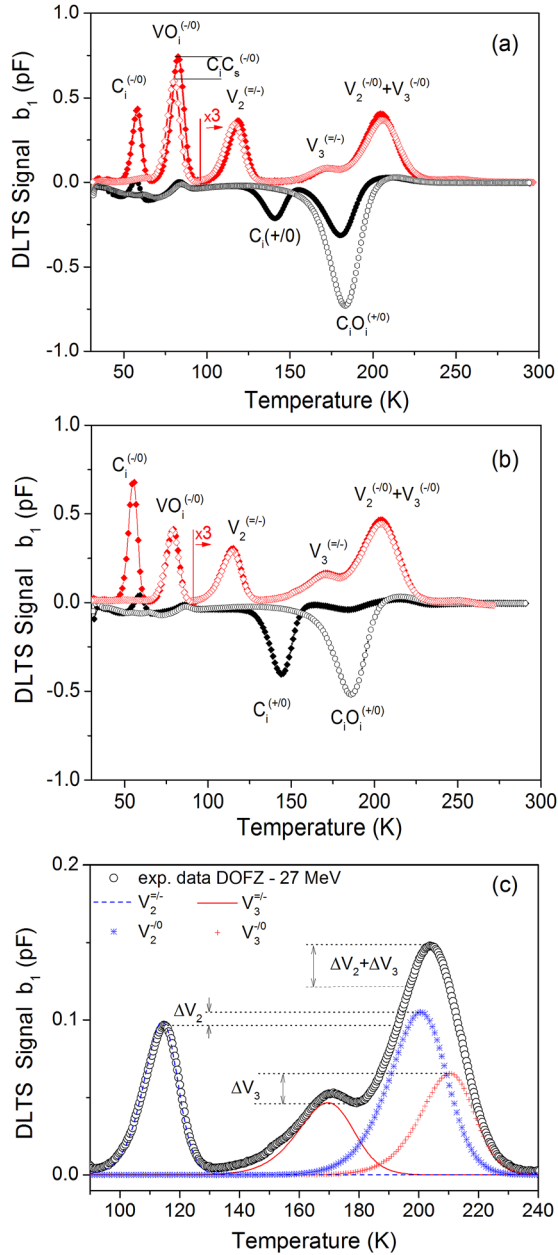 (a)
VOi(-/0)
CiCs(-/0)
Ci(-/0)
V2(=/-)
V2(-/0)+V3(-/0)
x3
V3(=/-)
Ci(+/0)
CiOi(+/0)
1.0
0.5
0.0
-0.5
-1.0
DLTS Signal b1 (pF)
50 100 150 200 250 300
Temperature (K)
(b)
Ci(-/0)
VOi(-/0)
V2(=/-)
V2(-/0)+V3(-/0)
x3
V3(=/-)
Ci(+/0)
CiOi(+/0)
1.0
0.5
0.0
-0.5
-1.0
DLTS Signal b1 (pF)
50 100 150 200 250 300
Temperature (K)
(c)
exp. data DOFZ - 27 MeV
V2=/- V3=/-
V2-/0 V3-/0
ΔV2+ΔV3
ΔV2
ΔV3
0.2
0.1
0.0
DLTS Signal b1 (pF)
100 120 140 160 180 200 220 240
Temperature (K)